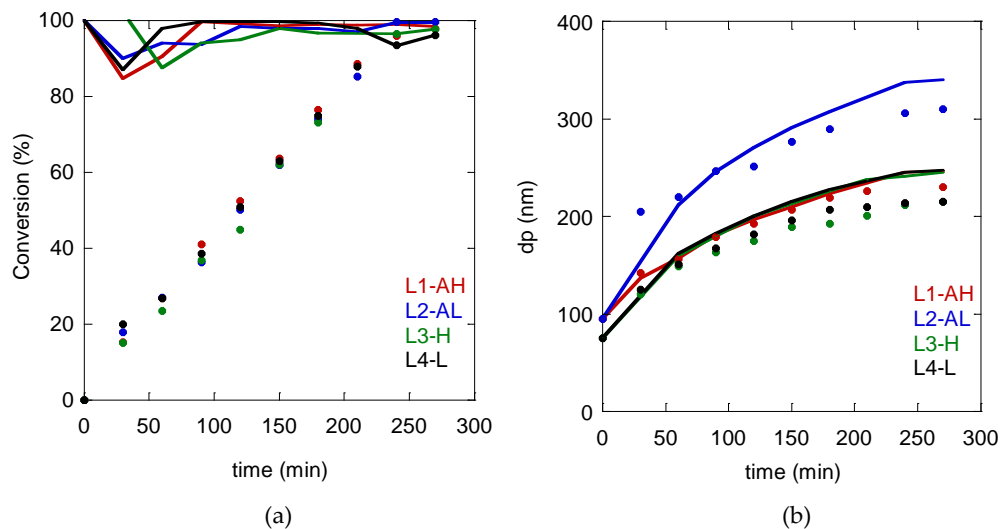 100
80
60
40
20
0
Conversion (%)
0 50 100 150 200 250 300
time (min)
L1-AH
L2-AL
L3-H
L4-L
(a)
400
300
200
100
0
dp (nm)
0 50 100 150 200 250 300
time (min)
L1-AH
L2-AL
L3-H
L4-L
(b)